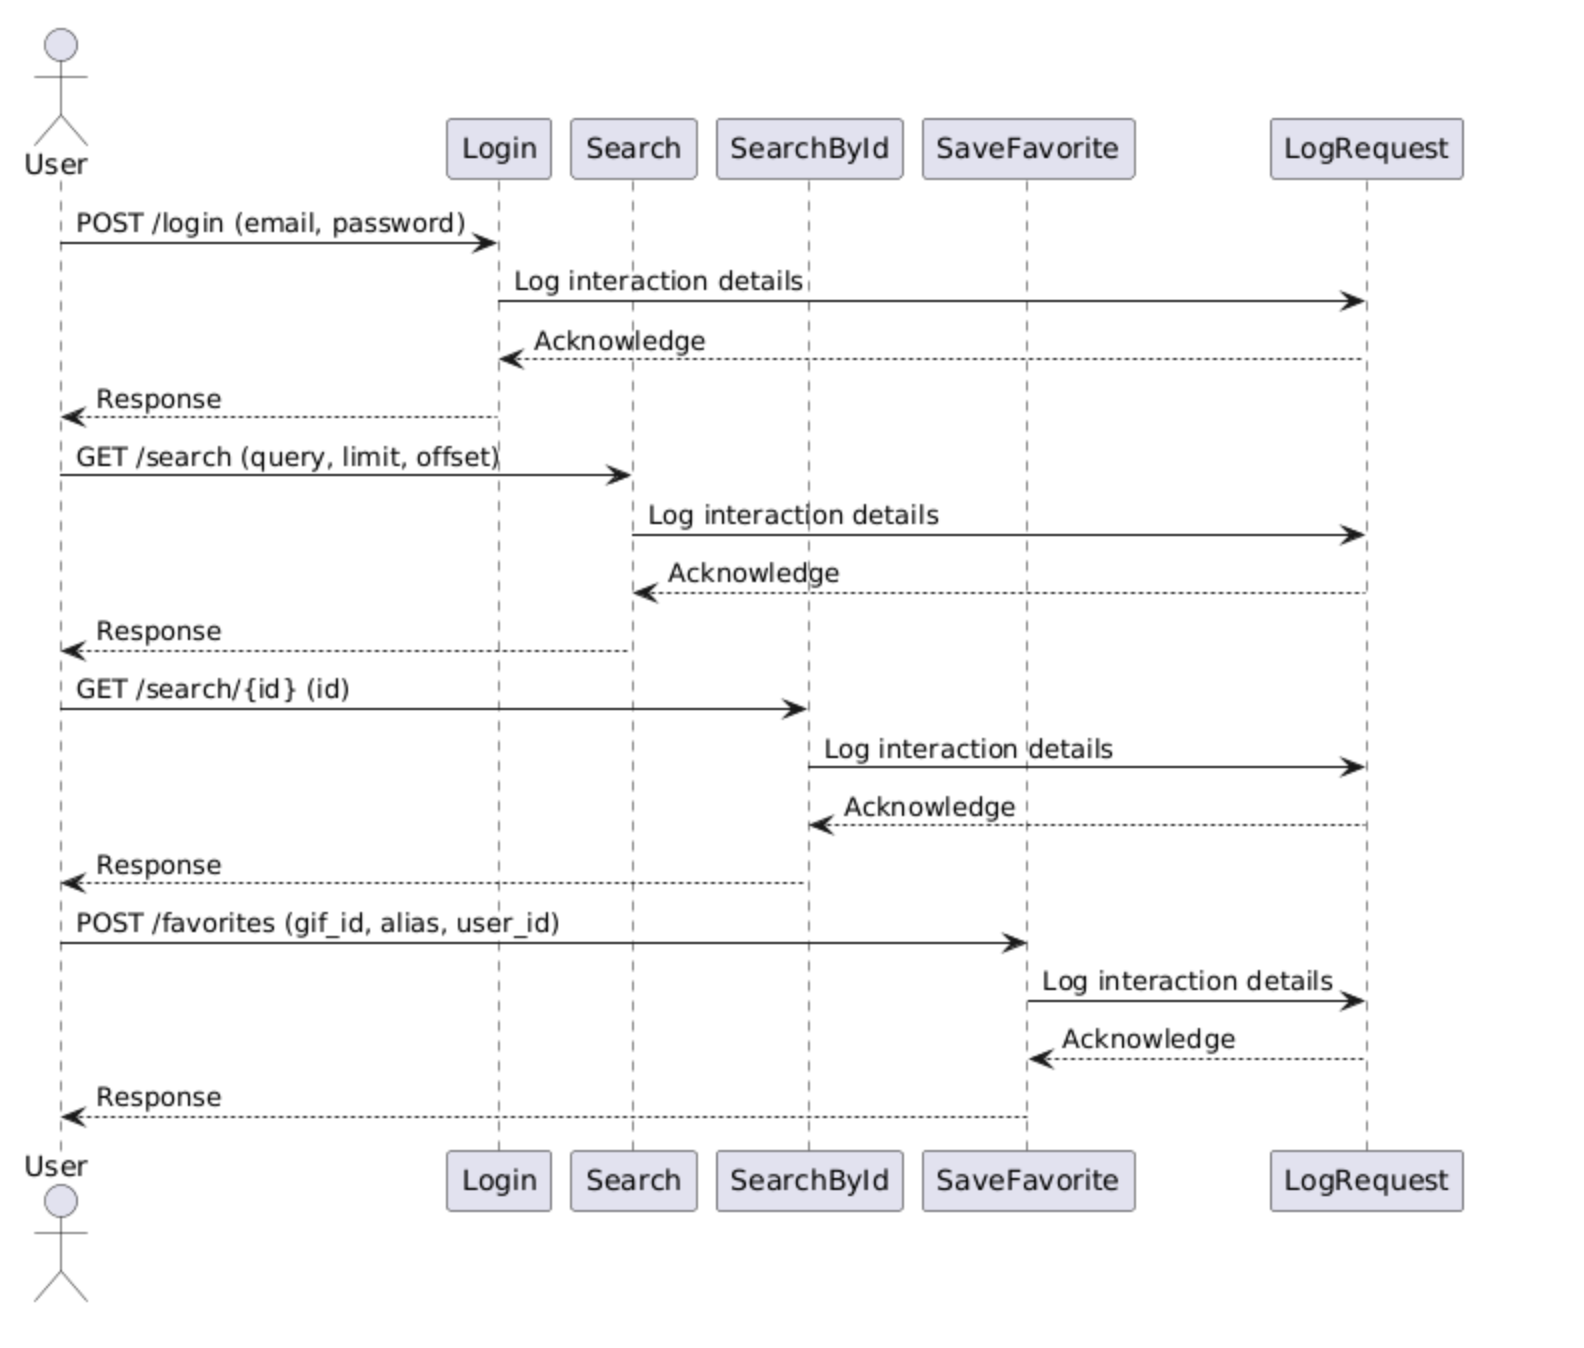 User
Login
Search
SearchById
SaveFavorite
LogRequest
POST /login (email, password)
Log interaction details
Acknowledge
Response
GET /search (query, limit, offset)
Log interaction details
Acknowledge
Response
GET /search/{id} (id)
Log interaction details
Acknowledge
Response
POST /favorites (gif_id, alias, user_id)
Log interaction details
Acknowledge
Response
User
Login
Search
SearchById
SaveFavorite
LogRequest